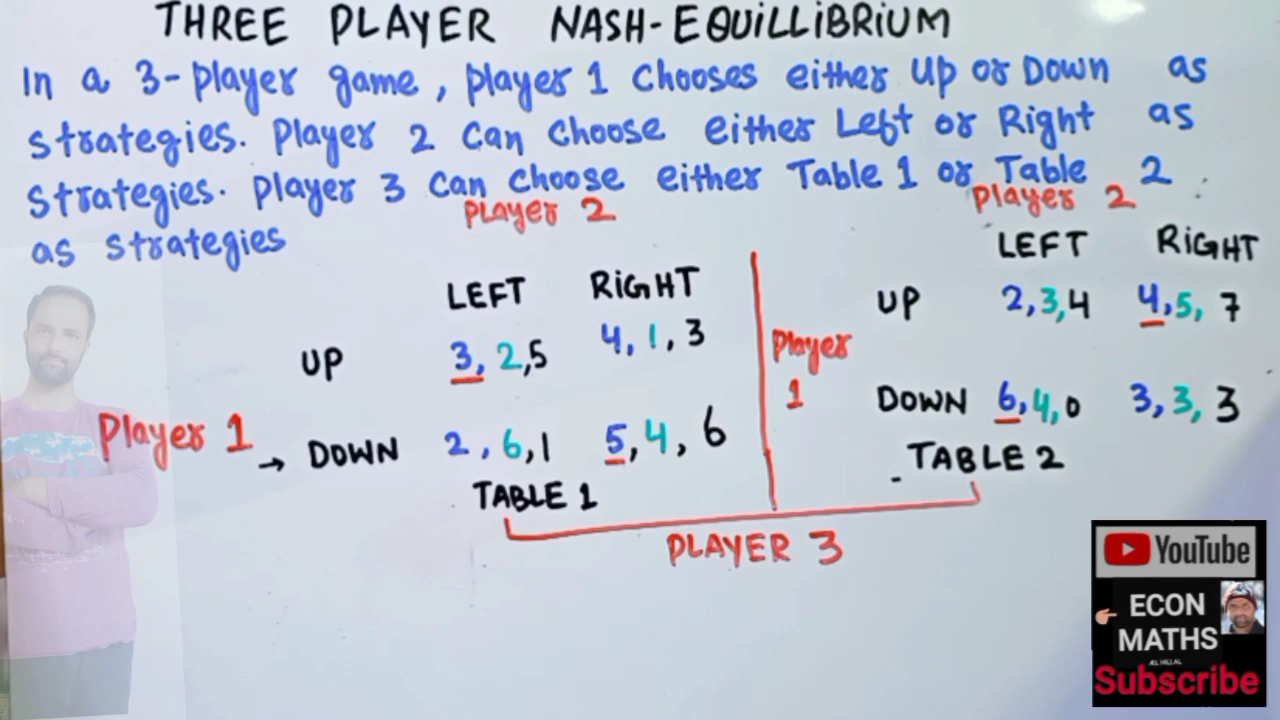 THREE PLAYER NASH-EQUILLIBRIUM
In a 3-player game, player 1 chooses either Up or Down as
strategies. Player 2 can choose either Left or Right as
strategies. Player 3 can choose either Table 1 or Table 2
as strategies
Player 2
Player 2
LEFT RIGHT
LEFT RIGHT
UP 3, 2, 5 4, 1, 3
UP 2, 3, 4 4, 5, 7
Player 1
Player 1
→ DOWN 2, 6, 1 5, 4, 6
DOWN 6, 4, 0 3, 3, 3
TABLE 1
TABLE 2
PLAYER 3
YouTube
ECON
MATHS
AL HILLAL
Subscribe